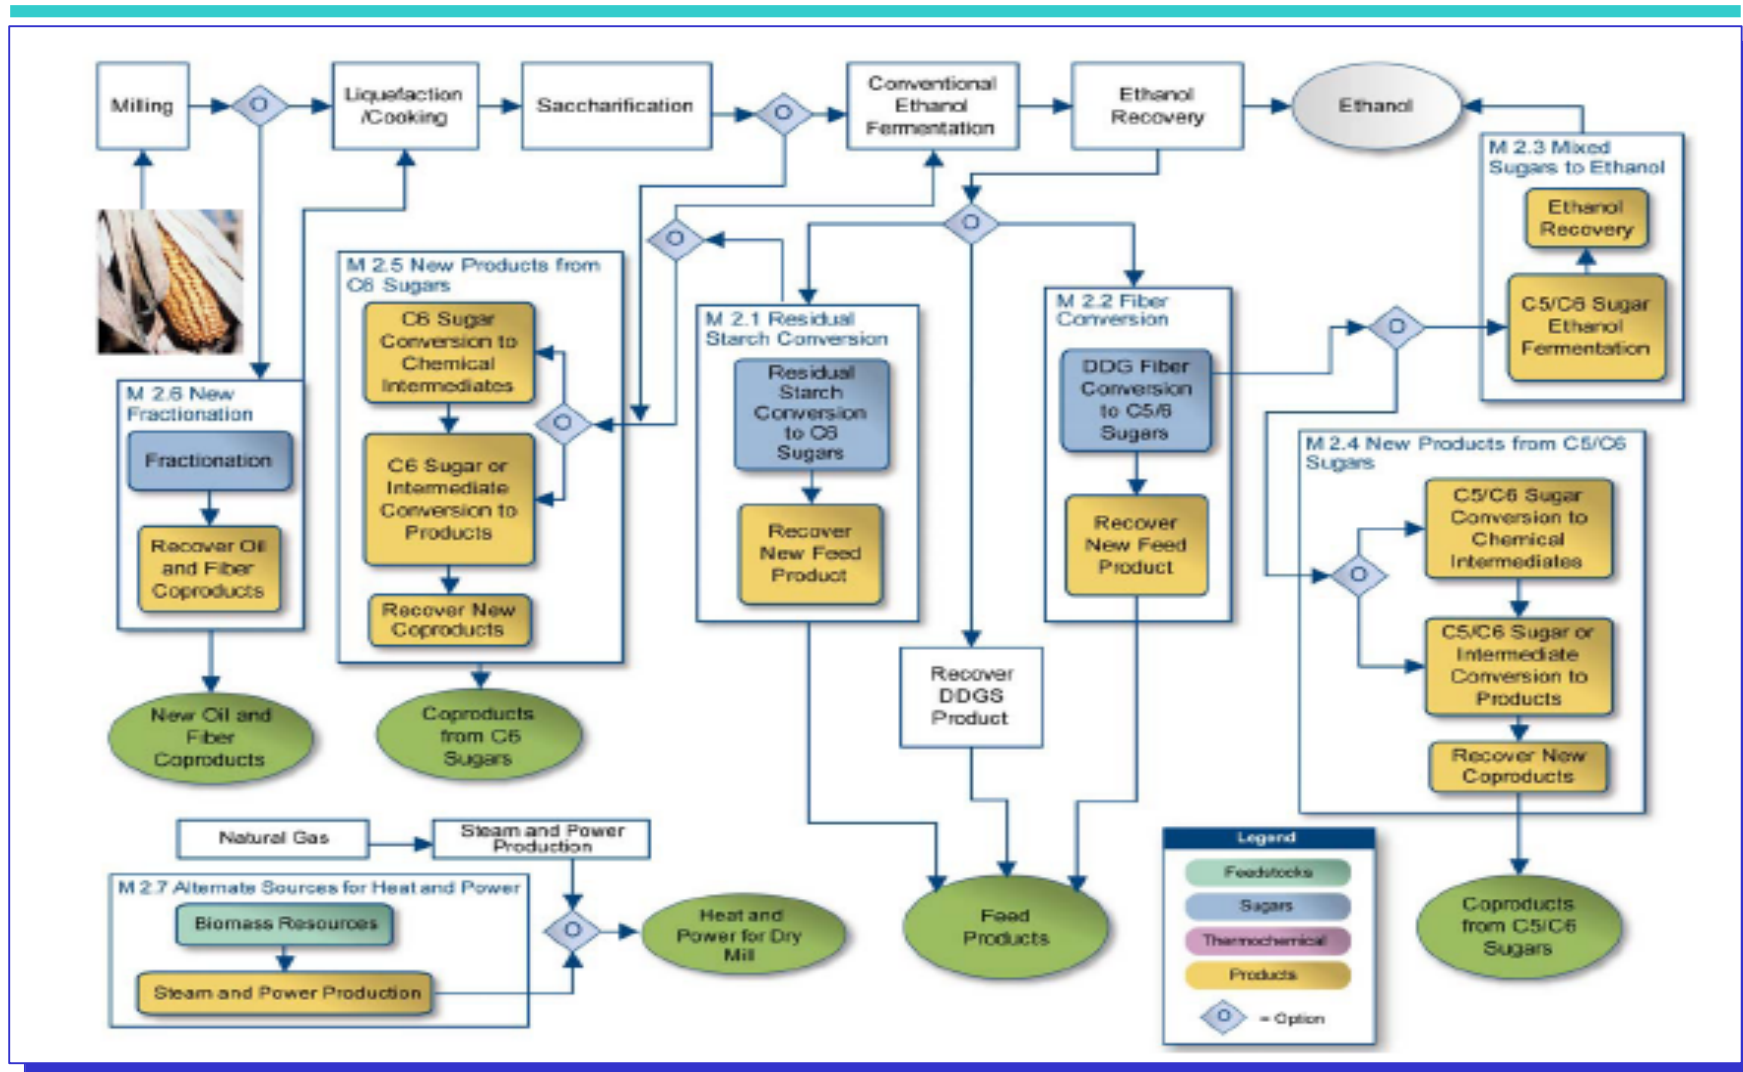 Milling
O
Liquefaction
/Cooking
Saccharification
O
Conventional
Ethanol
Fermentation
Ethanol
Recovery
Ethanol
M 2.3 Mixed
Sugars to Ethanol
Ethanol
Recovery
C5/C6 Sugar
Ethanol
Fermentation
O
O
O
M 2.5 New Products from
C6 Sugars
C6 Sugar
Conversion to
Chemical
Intermediates
O
C6 Sugar or
Intermediate
Conversion to
Products
Recover New
Coproducts
M 2.1 Residual
Starch Conversion
Residual
Starch
Conversion
to C6
Sugars
Recover
New Feed
Product
M 2.2 Fiber
Conversion
DDG Fiber
Conversion
to C5/6
Sugars
Recover
New Feed
Product
M 2.6 New
Fractionation
Fractionation
Recover Oil
and Fiber
Coproducts
M 2.4 New Products from C5/C6
Sugars
C5/C6 Sugar
Conversion to
Chemical
Intermediates
O
C5/C6 Sugar or
Intermediate
Conversion to
Products
Recover New
Coproducts
Recover
DDGS
Product
New Oil and
Fiber
Coproducts
Coproducts
from C6
Sugars
Natural Gas
Steam and Power
Production
M 2.7 Alternate Sources for Heat and Power
Biomass Resources
Steam and Power Production
O
Heat and
Power for Dry
Mill
Feed
Products
Coproducts
from C5/C6
Sugars
Legend
Feedstocks
Sugars
Thermochemical
Products
O = Option